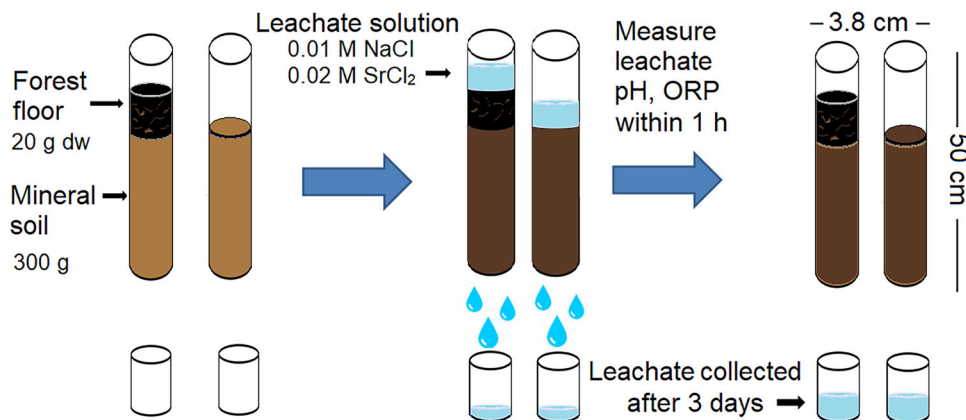 Forest
floor
20 g dw
Mineral
soil
300 g
Leachate solution
0.01 M NaCl
0.02 M SrCl₂
Measure
leachate
pH, ORP
within 1 h
3.8 cm
50 cm
Leachate collected
after 3 days